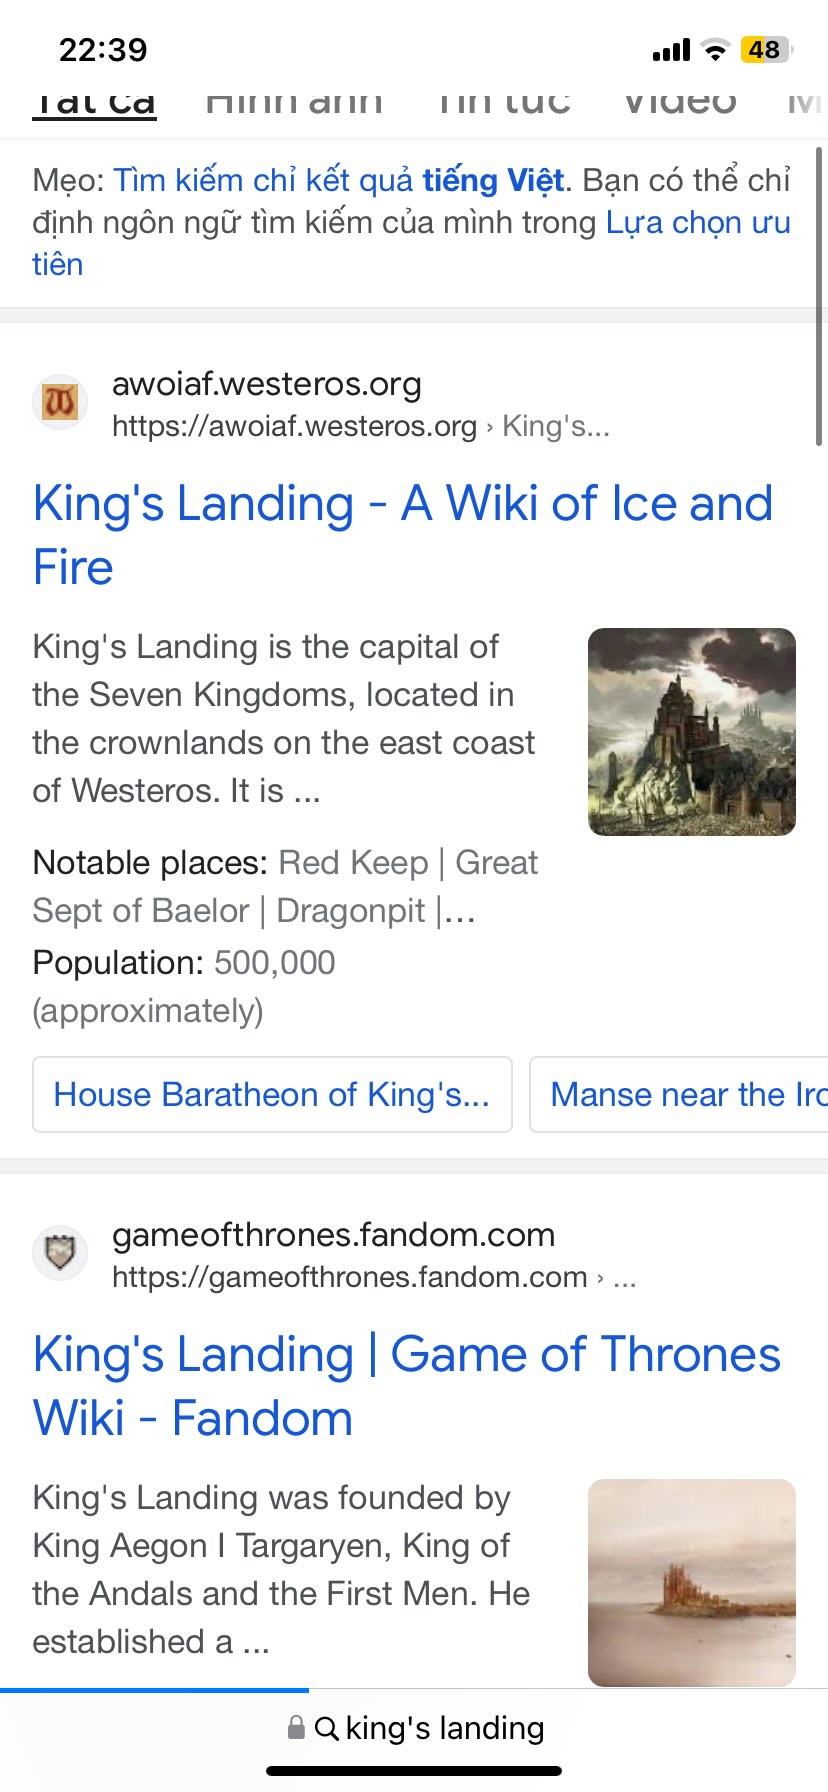 22:39
48
Tất cả Hình ảnh Tin tức Video
Mẹo: Tìm kiếm chỉ kết quả tiếng Việt. Bạn có thể chỉ
định ngôn ngữ tìm kiếm của mình trong Lựa chọn ưu
tiên
awoiaf.westeros.org
https://awoiaf.westeros.org › King's...
King's Landing - A Wiki of Ice and
Fire
King's Landing is the capital of
the Seven Kingdoms, located in
the crownlands on the east coast
of Westeros. It is ...
Notable places: Red Keep | Great
Sept of Baelor | Dragonpit |...
Population: 500,000
(approximately)
House Baratheon of King's...
Manse near the Iro
gameofthrones.fandom.com
https://gameofthrones.fandom.com › ...
King's Landing | Game of Thrones
Wiki - Fandom
King's Landing was founded by
King Aegon I Targaryen, King of
the Andals and the First Men. He
established a ...
king's landing